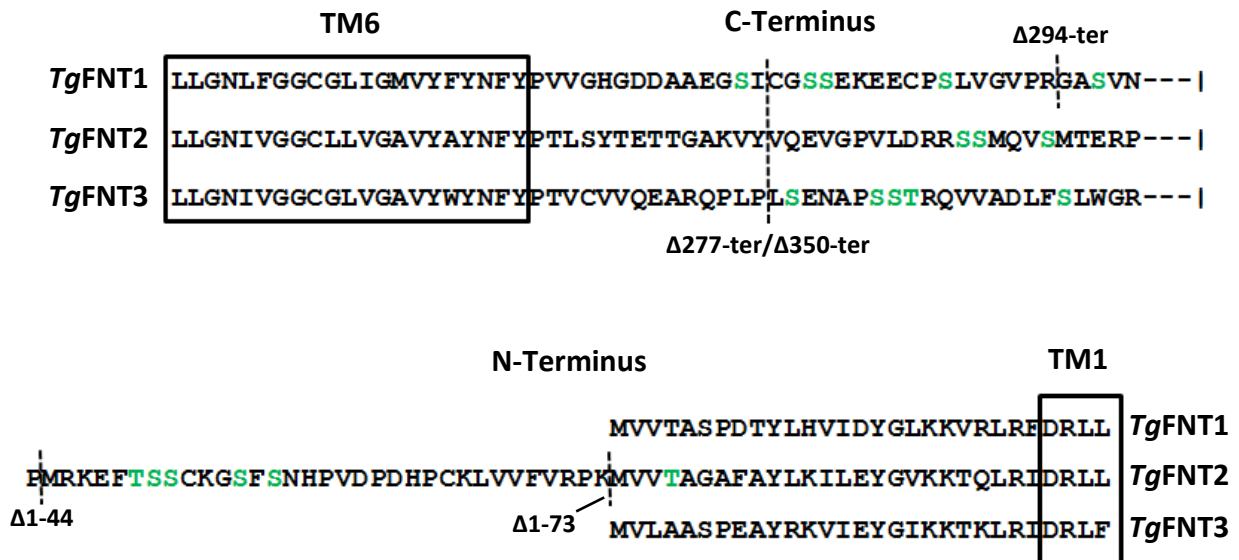 TM6 C-Terminus
Δ294-ter
TgFNT1 LLGNLFGGCGLIGMVYFYNFYPVVGHGDDAAEGSICGSSEKEECPSLVGVPRGASVN---|
TgFNT2 LLGNIVGGCLLVGAVYAYNFYPTLSYTETTGAKVYVQEVGPVLDRRSSMQVSMTERP---|
TgFNT3 LLGNIVGGCGLVGAVYWYNFYPTVCVVQEARQPLPLSENAPSSTRQVVADLFSLWGR---|
Δ277-ter/Δ350-ter
N-Terminus TM1
MVVTASPDTYLHVIDYGLKKVRLRFDRLL TgFNT1
PMRKEFTSSCKGSFSNHPVDPDHPCKLVVFVRPKMVVTAGAFAYLKILEYGVKKTQLRIDRLL TgFNT2
Δ1-44 Δ1-73
MVLAASPEAYRKVIEYGIKKTKLRIDRLF TgFNT3